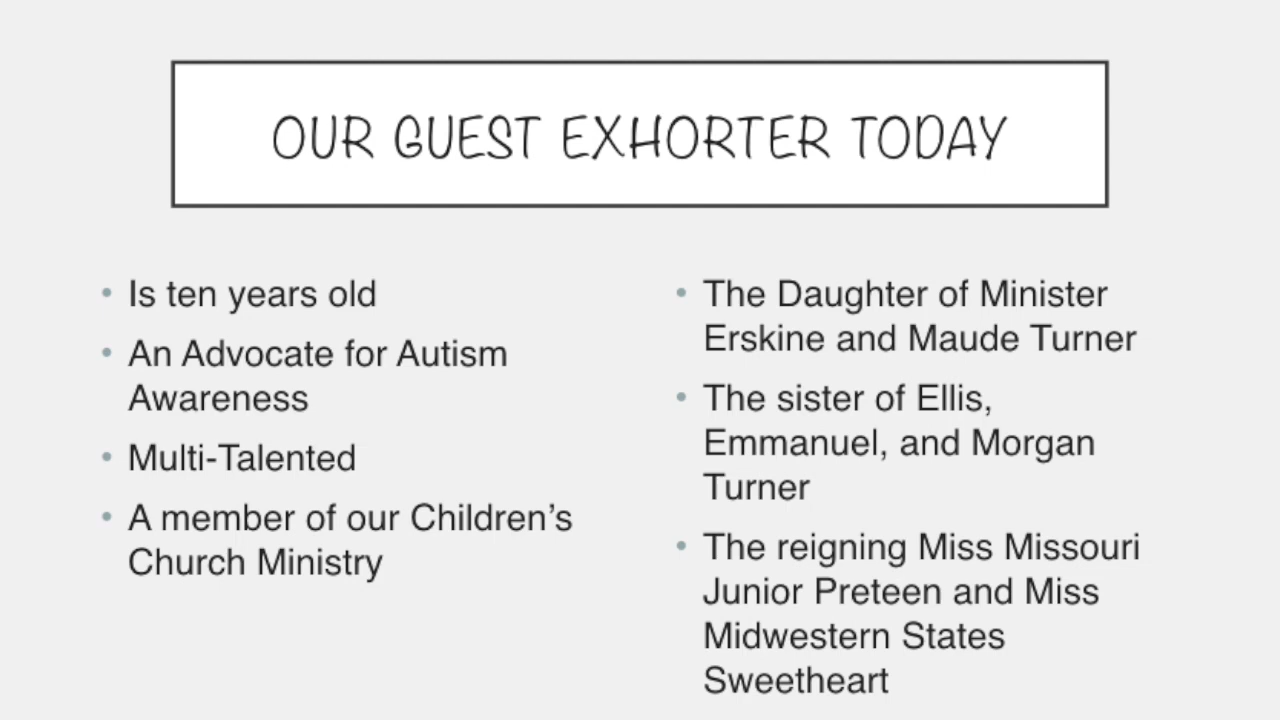 OUR GUEST EXHORTER TODAY
• Is ten years old
• An Advocate for Autism
Awareness
• Multi-Talented
• A member of our Children’s
Church Ministry
• The Daughter of Minister
Erskine and Maude Turner
• The sister of Ellis,
Emmanuel, and Morgan
Turner
• The reigning Miss Missouri
Junior Preteen and Miss
Midwestern States
Sweetheart